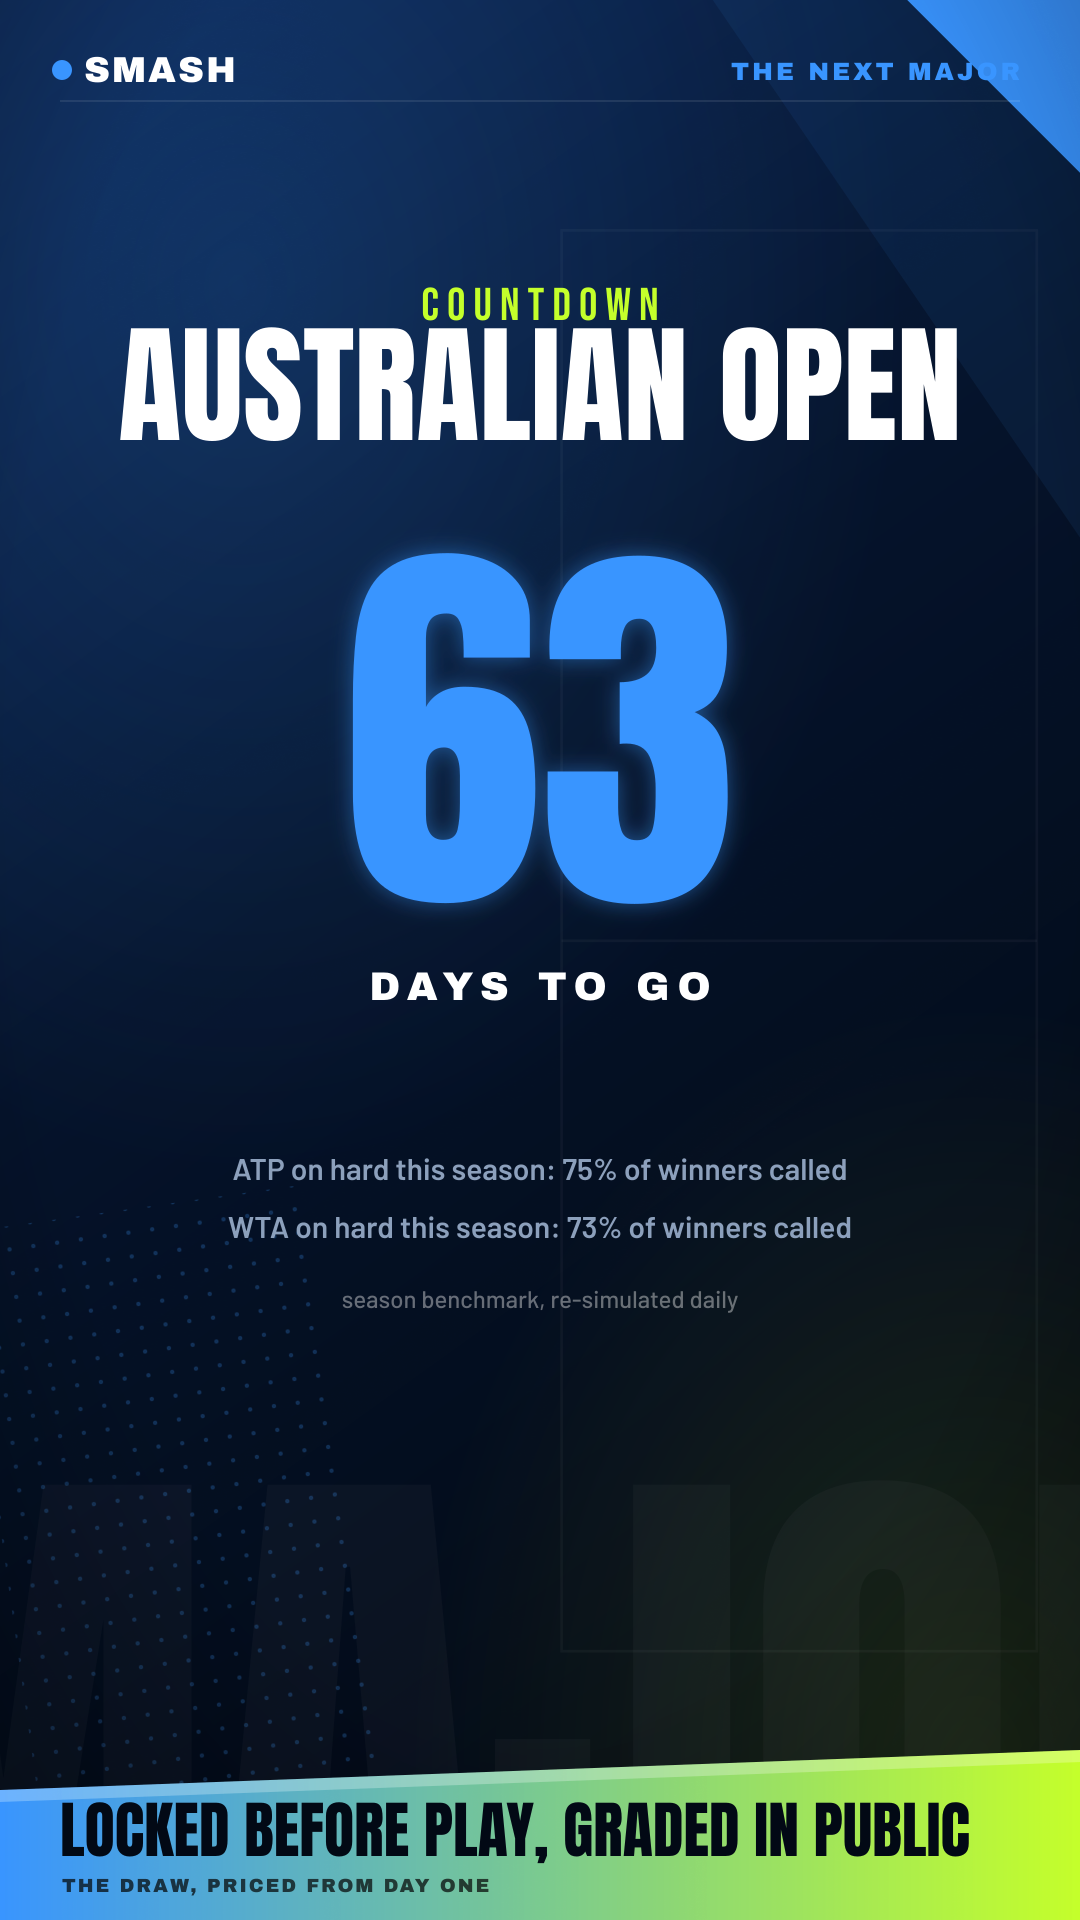 SMASH
THE NEXT MAJOR
COUNTDOWN
AUSTRALIAN OPEN
63
DAYS TO GO
ATP on hard this season: 75% of winners called
WTA on hard this season: 73% of winners called
season benchmark, re-simulated daily
MAJO
LOCKED BEFORE PLAY, GRADED IN PUBLIC
THE DRAW, PRICED FROM DAY ONE